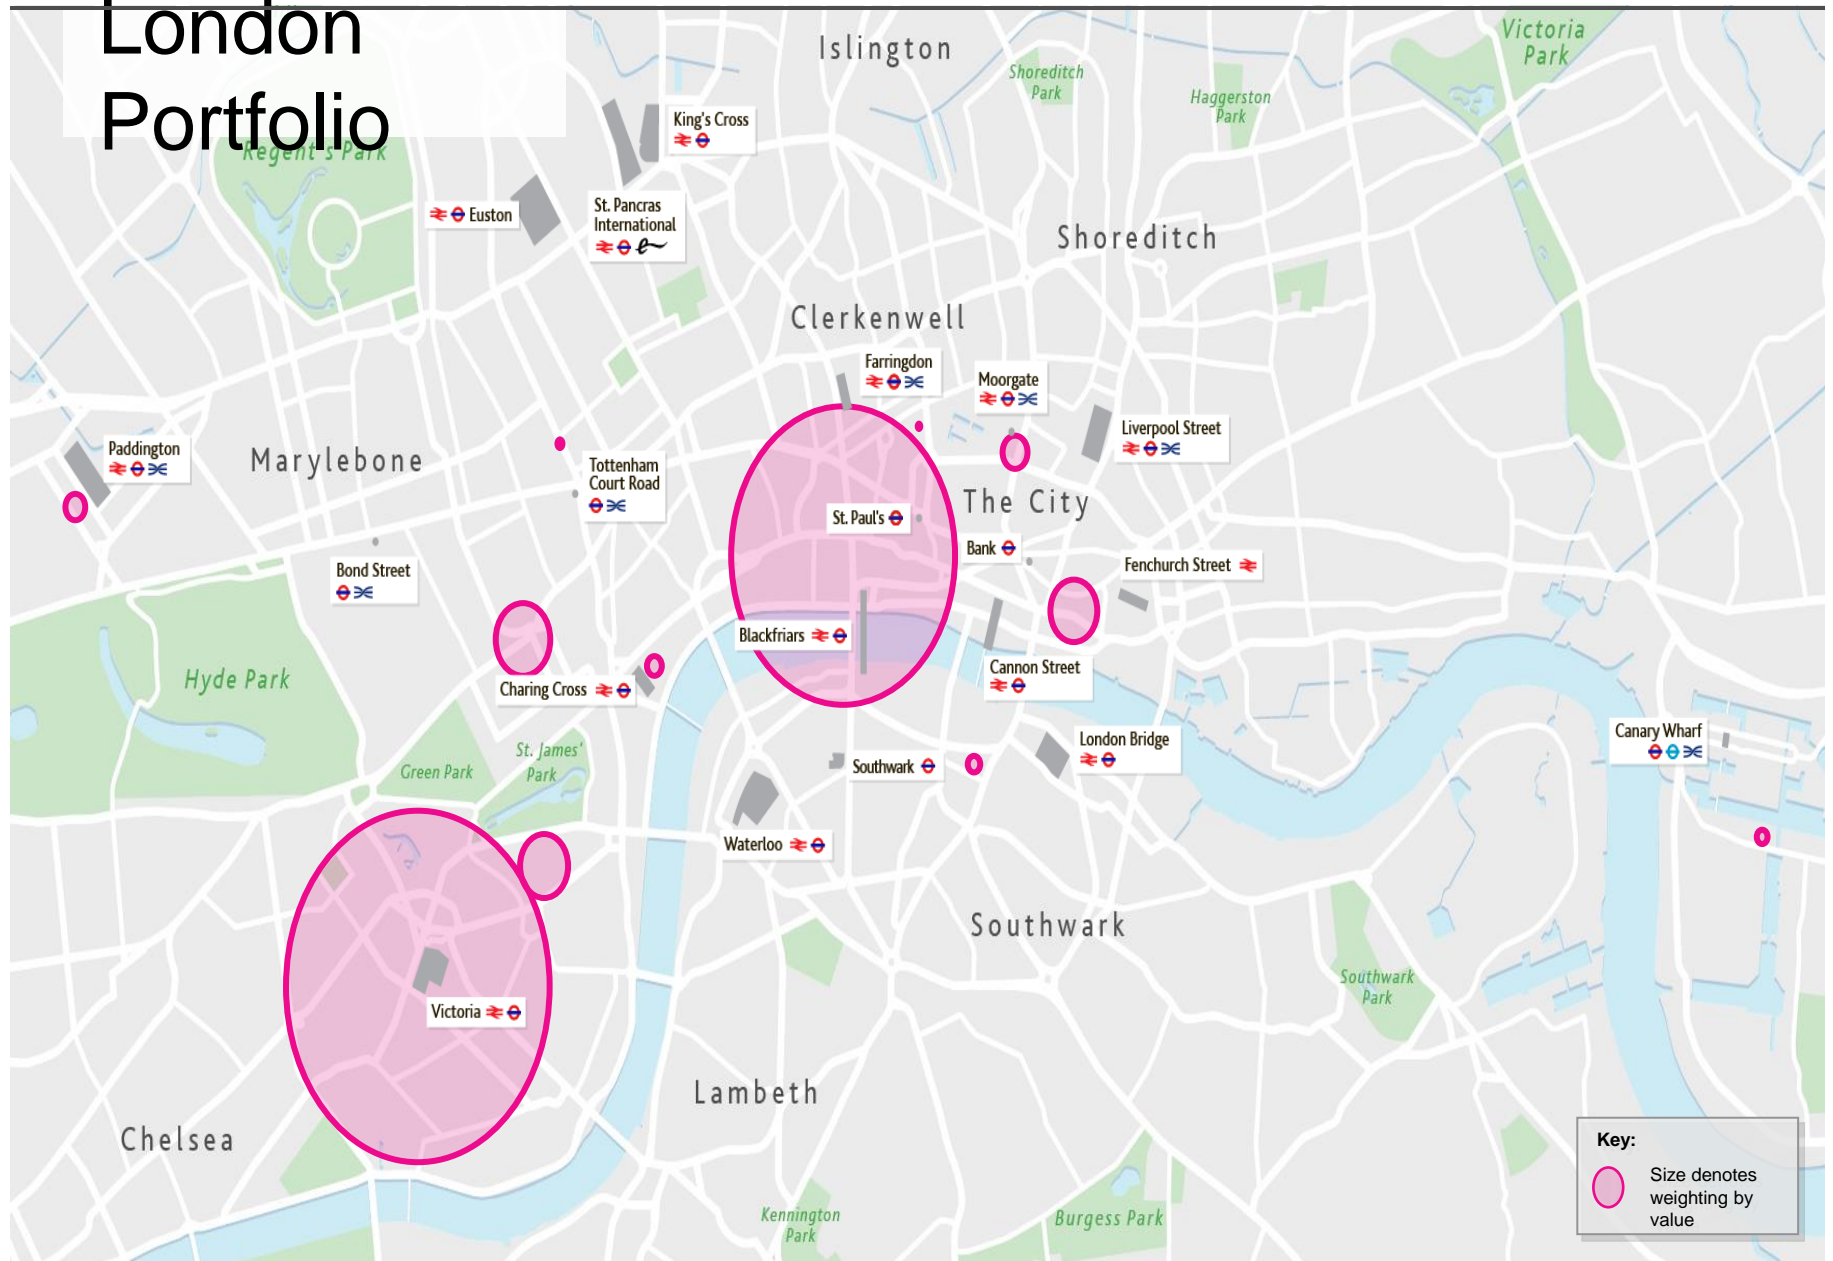 London
Portfolio
Islington
Victoria
Park
Shoreditch
Park
Haggerston
Park
King's Cross
Regent's Park
Euston
St. Pancras
International
Shoreditch
Clerkenwell
Farringdon
Moorgate
Liverpool Street
Paddington
Marylebone
Tottenham
Court Road
The City
St. Paul's
Bank
Fenchurch Street
Bond Street
Blackfriars
Cannon Street
Hyde Park
Charing Cross
London Bridge
Canary Wharf
St. James'
Park
Green Park
Southwark
Waterloo
Southwark
Southwark
Park
Victoria
Lambeth
Chelsea
Kennington
Park
Burgess Park
Key:
Size denotes
weighting by
value